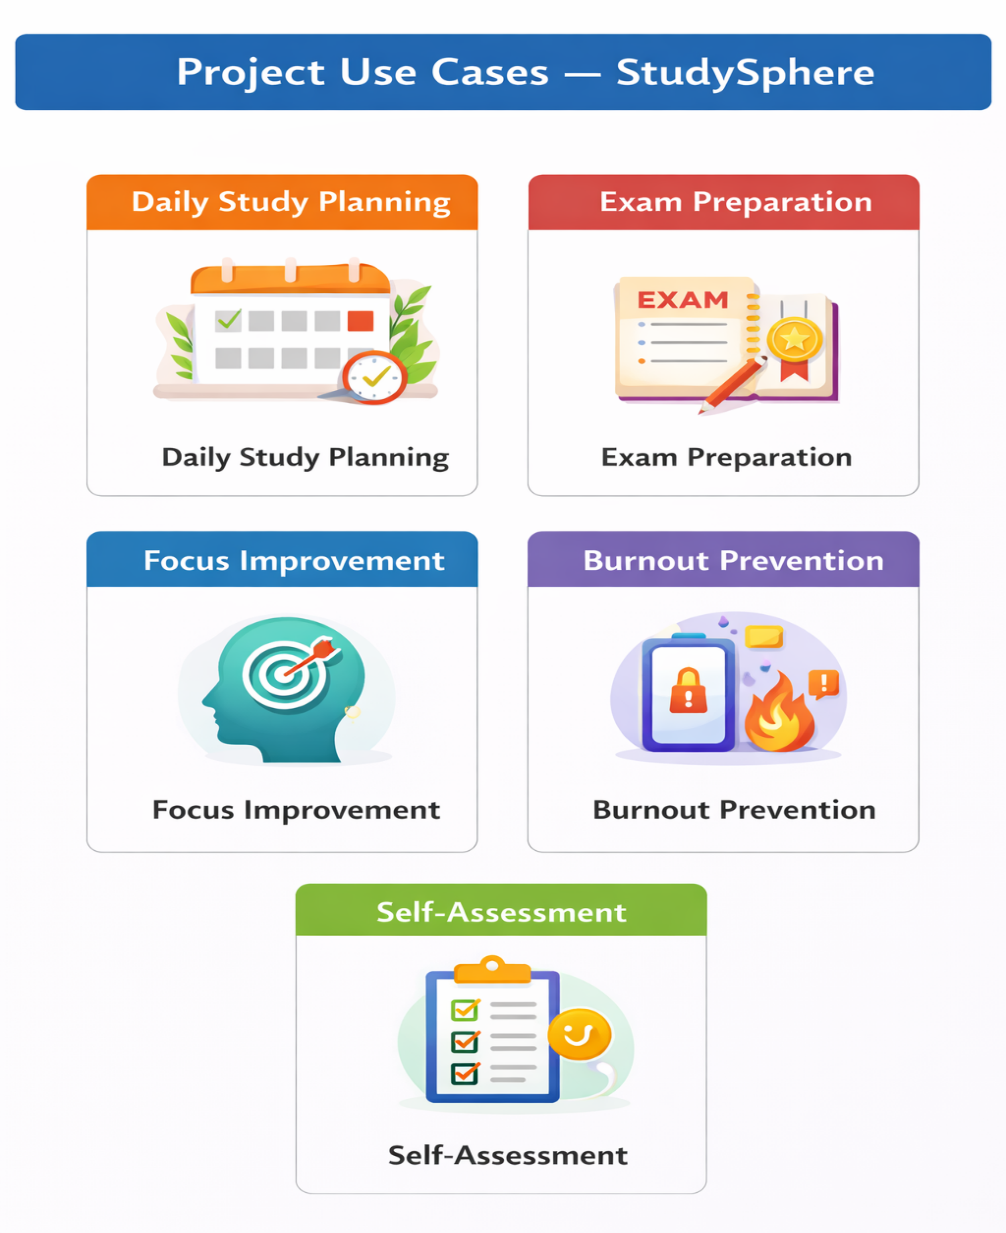 Project Use Cases — StudySphere
Daily Study Planning
Daily Study Planning
Exam Preparation
EXAM
Exam Preparation
Focus Improvement
Focus Improvement
Burnout Prevention
!
!
Burnout Prevention
Self-Assessment
Self-Assessment